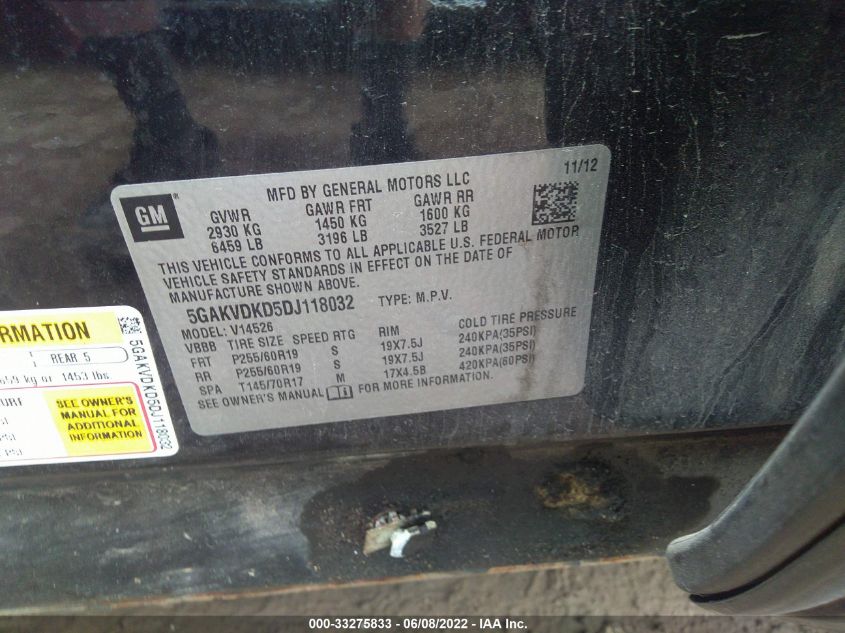 MFD BY GENERAL MOTORS LLC 11/12
GM
GVWR GAWR FRT GAWR RR
2930 KG 1450 KG 1600 KG
6459 LB 3196 LB 3527 LB
THIS VEHICLE CONFORMS TO ALL APPLICABLE U.S. FEDERAL MOTOR
VEHICLE SAFETY STANDARDS IN EFFECT ON THE DATE OF
MANUFACTURE SHOWN ABOVE.
5GAKVDKD5DJ118032 TYPE: M.P.V.
MODEL: V14526
VBBB TIRE SIZE SPEED RTG RIM COLD TIRE PRESSURE
FRT P255/60R19 S 19X7.5J 240KPA(35PSI)
RR P255/60R19 S 19X7.5J 240KPA(35PSI)
SPA T145/70R17 M 17X4.5B 420KPA(60PSI)
SEE OWNER'S MANUAL FOR MORE INFORMATION.
RMATION
REAR 5
659 kg or 1453 lbs
SEE OWNER'S
MANUAL FOR
ADDITIONAL
INFORMATION
5GAKVDKD5DJ118032
000-33275833 - 06/08/2022 - IAA Inc.